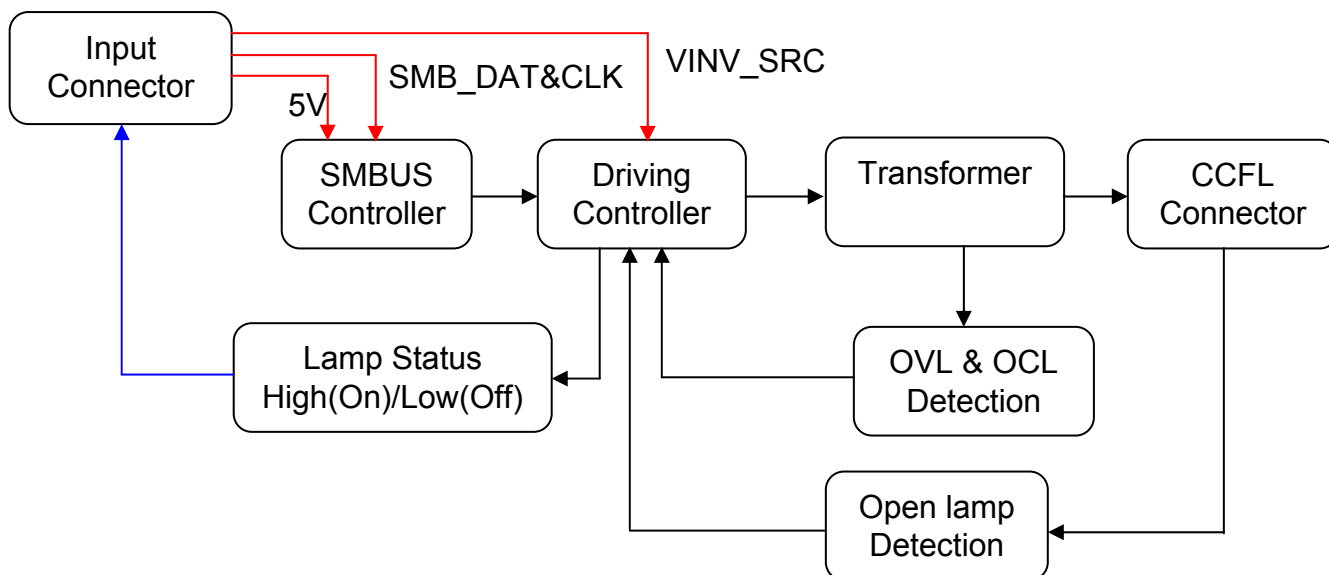 Input
Connector
VINV_SRC
SMB_DAT&CLK
5V
SMBUS
Controller
Driving
Controller
Transformer
CCFL
Connector
Lamp Status
High(On)/Low(Off)
OVL & OCL
Detection
Open lamp
Detection